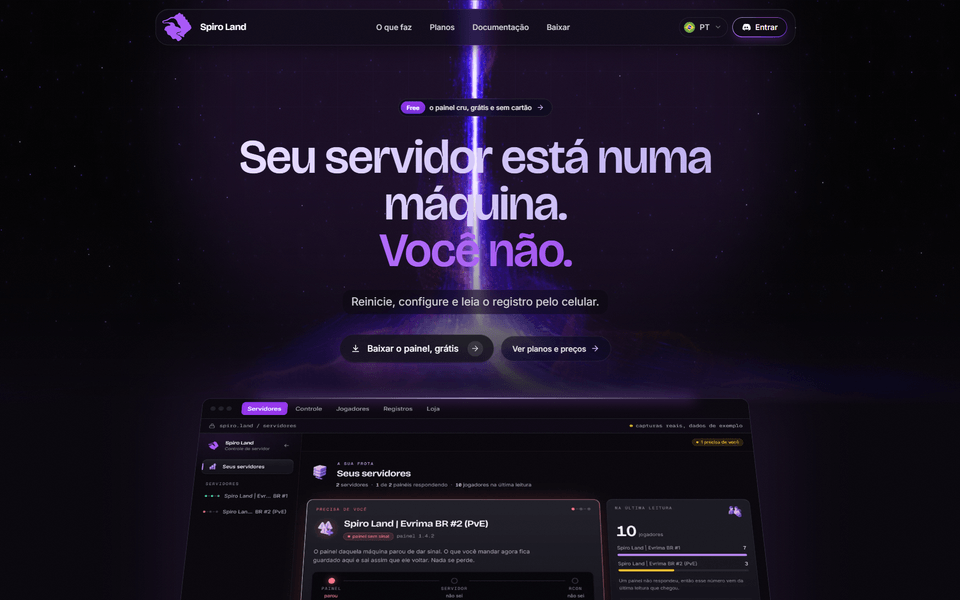 Spiro Land
O que faz
Planos
Documentação
Baixar
PT
Entrar
Free o painel cru, grátis e sem cartão
Seu servidor está numa
máquina.
Você não.
Reinicie, configure e leia o registro pelo celular.
Baixar o painel, grátis
Ver planos e preços
Servidores
Controle
Jogadores
Registros
Loja
spiro.land / servidores
capturas reais, dados de exemplo
Spiro Land
Controle de servidor
1 precisa de você
Seus servidores
A SUA FROTA
Seus servidores
2 servidores · 1 de 2 painéis respondendo · 10 jogadores na última leitura
SERVIDORES
Spiro Land | Evr... BR #1
Spiro Lan... BR #2 (PvE)
PRECISA DE VOCÊ
Spiro Land | Evrima BR #2 (PvE)
painel sem sinal
painel 1.4.2
O painel daquela máquina parou de dar sinal. O que você mandar agora fica
guardado aqui e sai assim que ele voltar. Nada se perde.
PAINEL
parou
SERVIDOR
não sei
RCON
não sei
NA ÚLTIMA LEITURA
10 jogadores
Spiro Land | Evrima BR #1 7
Spiro Land | Evrima BR #2 (PvE) 3
Um painel não respondeu, então esse número vem da
última leitura que chegou.